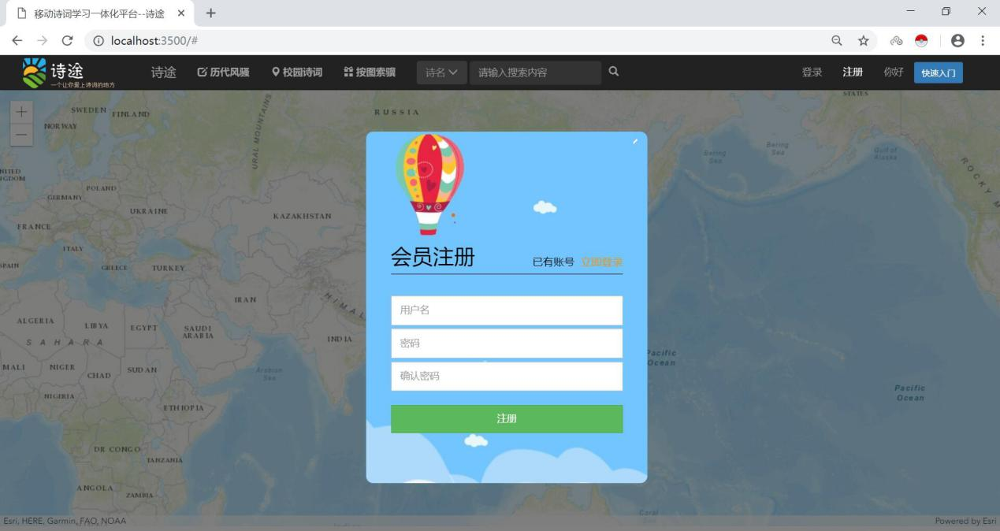 移动诗词学习一体化平台--诗途
localhost:3500/#
诗途
一个让你爱上诗词的地方
诗途 历代风骚 校园诗词 按图索骥 诗名 请输入搜索内容 登录 注册 你好 快速入门
STATES
SWEDEN
FINLAND
RUSSIA
NORWAY
URAL MOUNTAINS
Bering
Sea
Bering
Sea
Gulf of
Alaska
ROCKY M
UNITED
KINGDOM
POLAND
GERMANY
UKRAINE
KAZAKHSTAN
FRANCE
ITALY
SPAIN
GREECE
TURKEY
会员注册
已有账号 立即登录
IRAN
HIMAL
用户名
ALGERIA
LIBYA
EGYPT
SAUDI
ARABIA
INDIA
SAHARA
密码
Pacific
Ocean
MALI
NIGER
CHAD
SUDAN
Arabian
Sea
确认密码
Pacific
Ocean
NIGERIA
ETHIOPIA
注册
DR CONGO
TANZANIA
ANGOLA
ZAMBIA
Coral
Sea
Indian
Esri, HERE, Garmin, FAO, NOAA
Powered by Esri